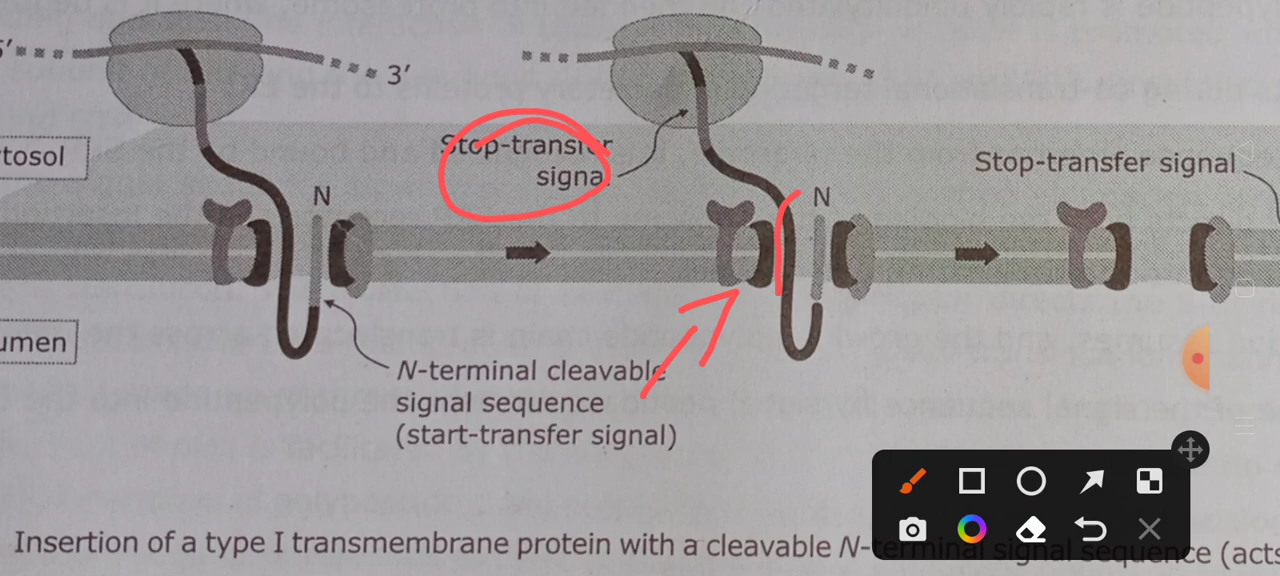 5′
3′
Stop-transfer
signal
tosol
Stop-transfer signal
N
N
umen
N-terminal cleavable
signal sequence
(start-transfer signal)
Insertion of a type I transmembrane protein with a cleavable N-terminal signal sequence (acts